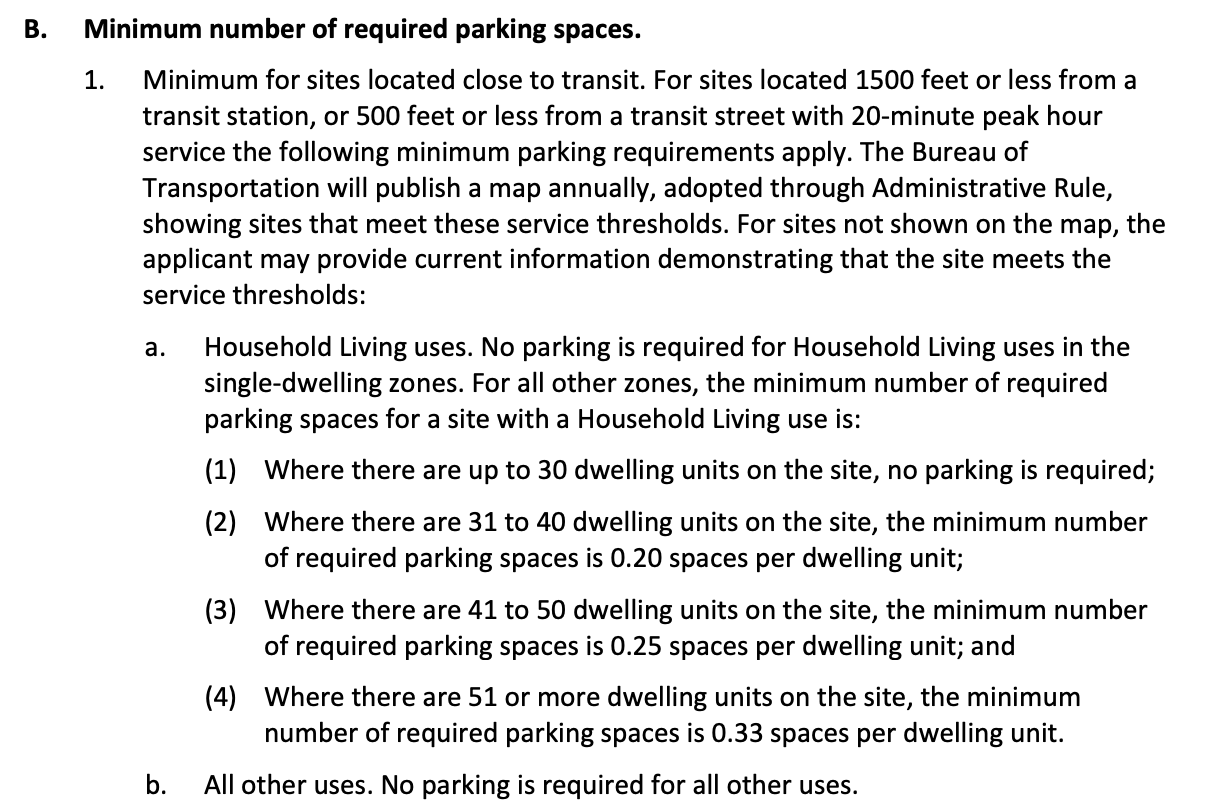 B. Minimum number of required parking spaces.
1. Minimum for sites located close to transit. For sites located 1500 feet or less from a
transit station, or 500 feet or less from a transit street with 20-minute peak hour
service the following minimum parking requirements apply. The Bureau of
Transportation will publish a map annually, adopted through Administrative Rule,
showing sites that meet these service thresholds. For sites not shown on the map, the
applicant may provide current information demonstrating that the site meets the
service thresholds:
a. Household Living uses. No parking is required for Household Living uses in the
single-dwelling zones. For all other zones, the minimum number of required
parking spaces for a site with a Household Living use is:
(1) Where there are up to 30 dwelling units on the site, no parking is required;
(2) Where there are 31 to 40 dwelling units on the site, the minimum number
of required parking spaces is 0.20 spaces per dwelling unit;
(3) Where there are 41 to 50 dwelling units on the site, the minimum number
of required parking spaces is 0.25 spaces per dwelling unit; and
(4) Where there are 51 or more dwelling units on the site, the minimum
number of required parking spaces is 0.33 spaces per dwelling unit.
b. All other uses. No parking is required for all other uses.